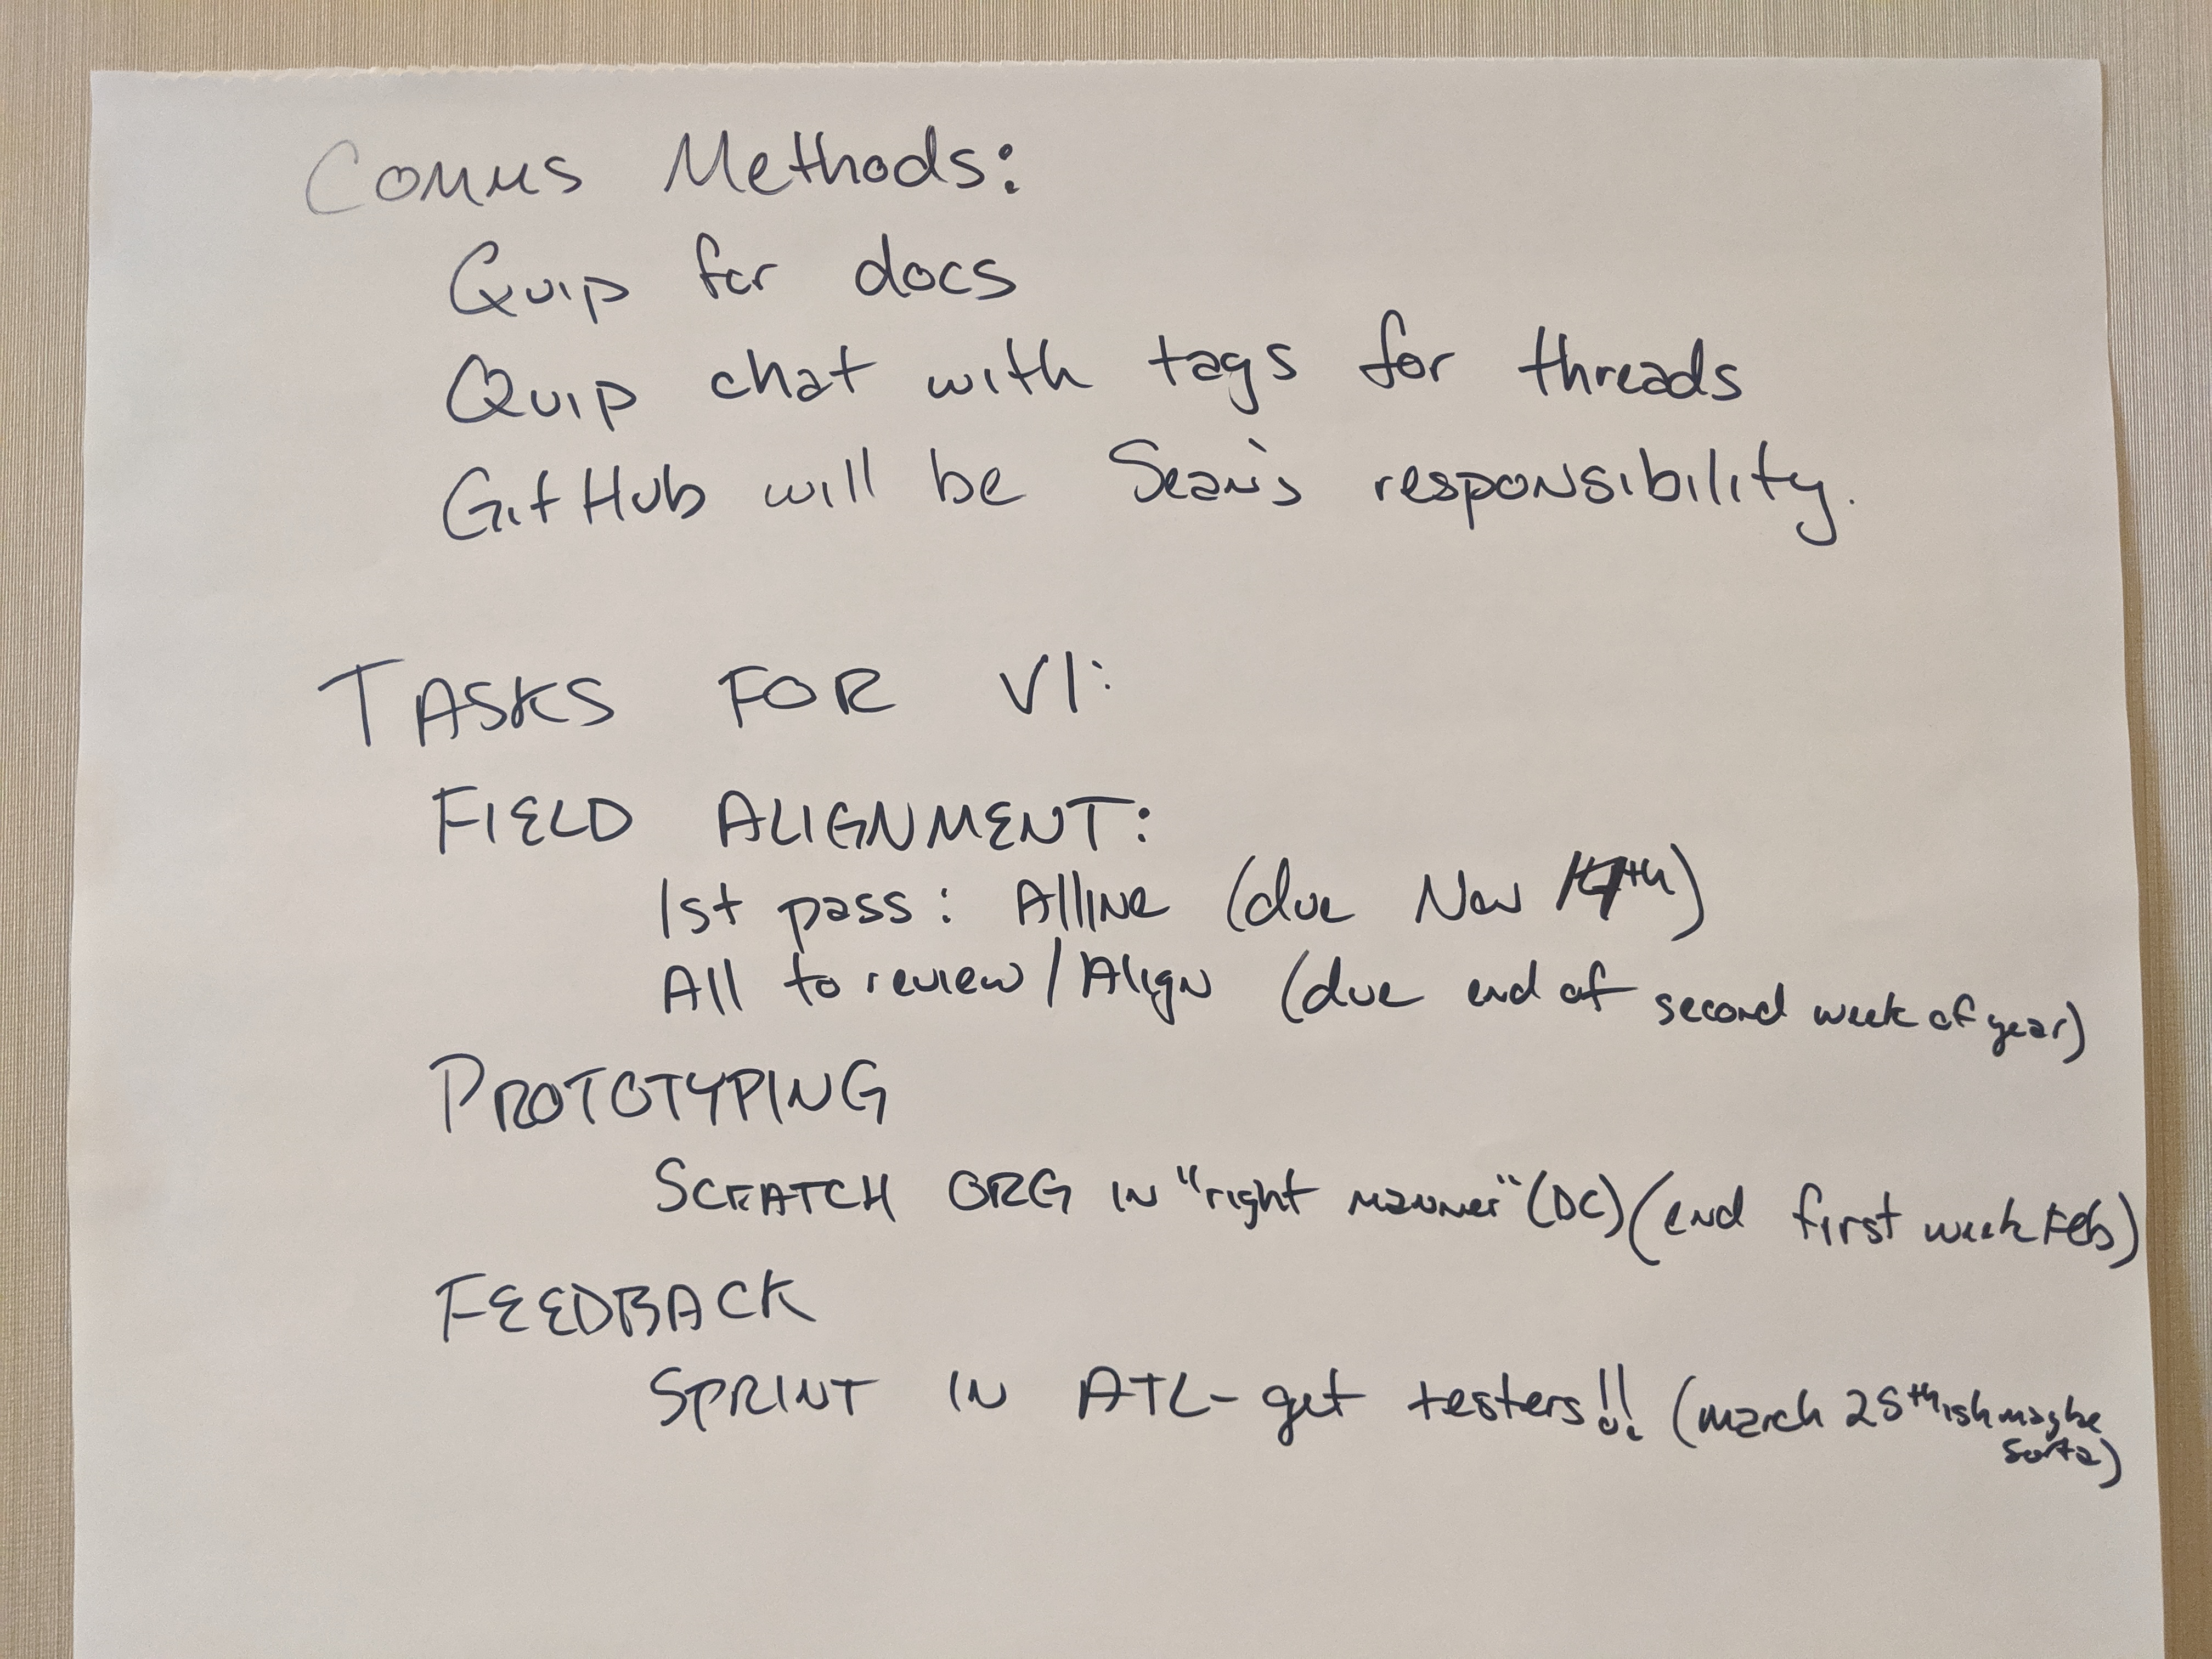 Comms Methods:
Quip for docs
Quip chat with tags for threads
GitHub will be Sean's responsibility.
TASKS FOR V1:
FIELD ALIGNMENT:
1st pass: Alline (due Nov
All to review / Align (due end of second week of year)
PROTOTYPING
SCRATCH ORG IN "right manner" (DC) (end first week Feb)
FEEDBACK
SPRINT IN ATL- get testers!! (march 25th ish maybe
sorta)